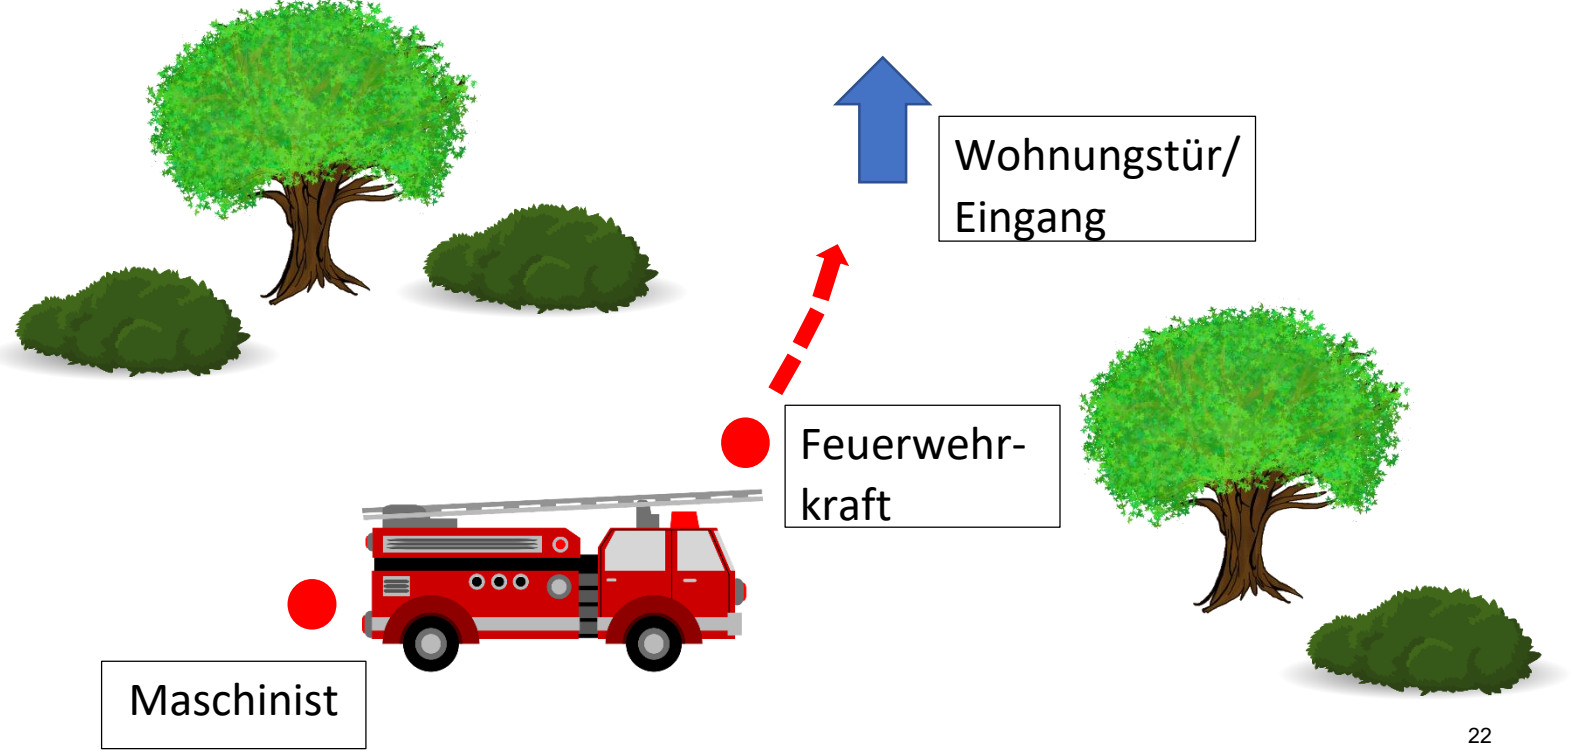 Wohnungstür/
Eingang
Feuerwehr-
kraft
Maschinist
22